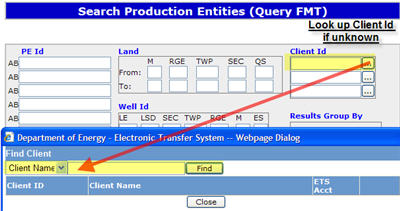 Search Production Entities (Query FMT)
Look up Client Id
if unknown
PE Id
Land
Client Id
M RGE TWP SEC QS
AB
From:
...
AB
To:
...
AB
...
AB
Well Id
AB
LE LSD SEC TWP RGE M ES
Results Group By
Department of Energy - Electronic Transfer System -- Webpage Dialog
Find Client
Client Name
Find
Client ID
Client Name
ETS
Acct
Close